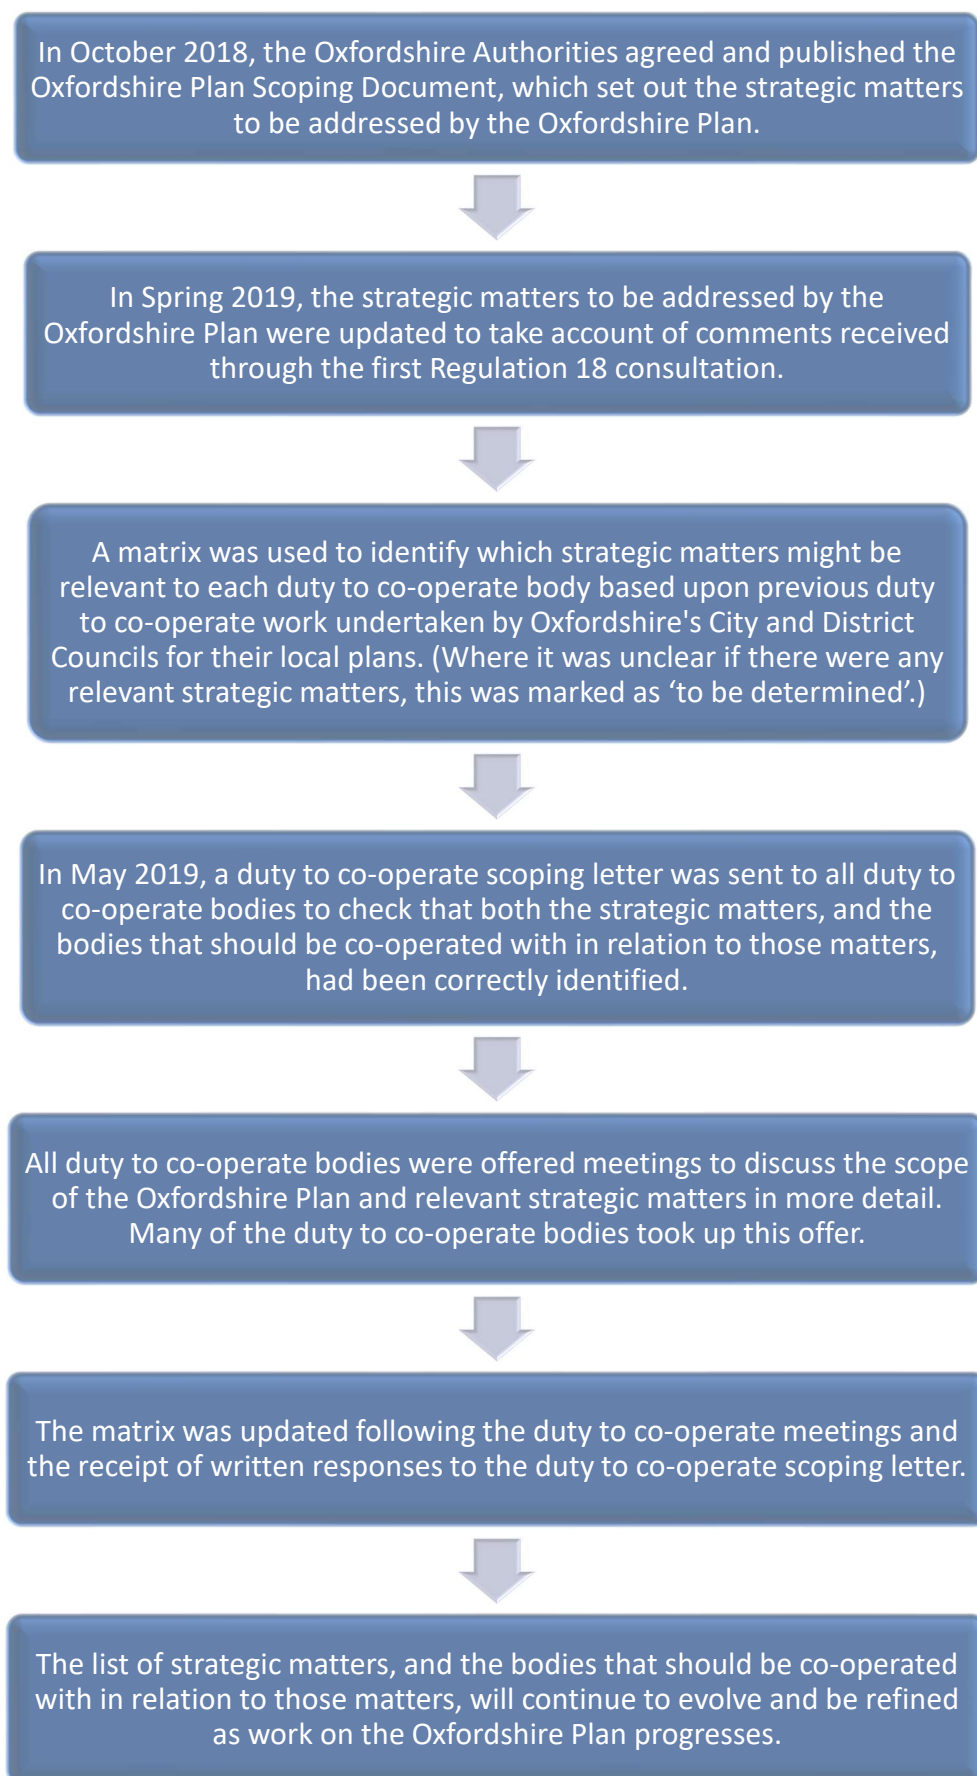 In October 2018, the Oxfordshire Authorities agreed and published the
Oxfordshire Plan Scoping Document, which set out the strategic matters
to be addressed by the Oxfordshire Plan.
In Spring 2019, the strategic matters to be addressed by the
Oxfordshire Plan were updated to take account of comments received
through the first Regulation 18 consultation.
A matrix was used to identify which strategic matters might be
relevant to each duty to co-operate body based upon previous duty
to co-operate work undertaken by Oxfordshire's City and District
Councils for their local plans. (Where it was unclear if there were any
relevant strategic matters, this was marked as ‘to be determined’.)
In May 2019, a duty to co-operate scoping letter was sent to all duty to
co-operate bodies to check that both the strategic matters, and the
bodies that should be co-operated with in relation to those matters,
had been correctly identified.
All duty to co-operate bodies were offered meetings to discuss the scope
of the Oxfordshire Plan and relevant strategic matters in more detail.
Many of the duty to co-operate bodies took up this offer.
The matrix was updated following the duty to co-operate meetings and
the receipt of written responses to the duty to co-operate scoping letter.
The list of strategic matters, and the bodies that should be co-operated
with in relation to those matters, will continue to evolve and be refined
as work on the Oxfordshire Plan progresses.